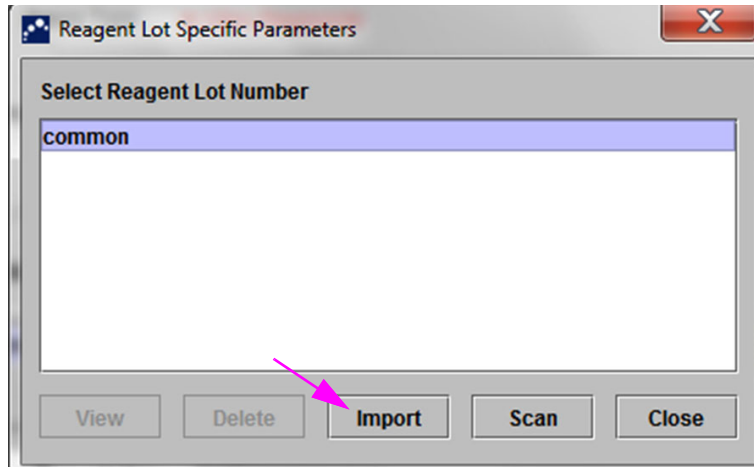 Reagent Lot Specific Parameters
Select Reagent Lot Number
common
View Delete Import Scan Close